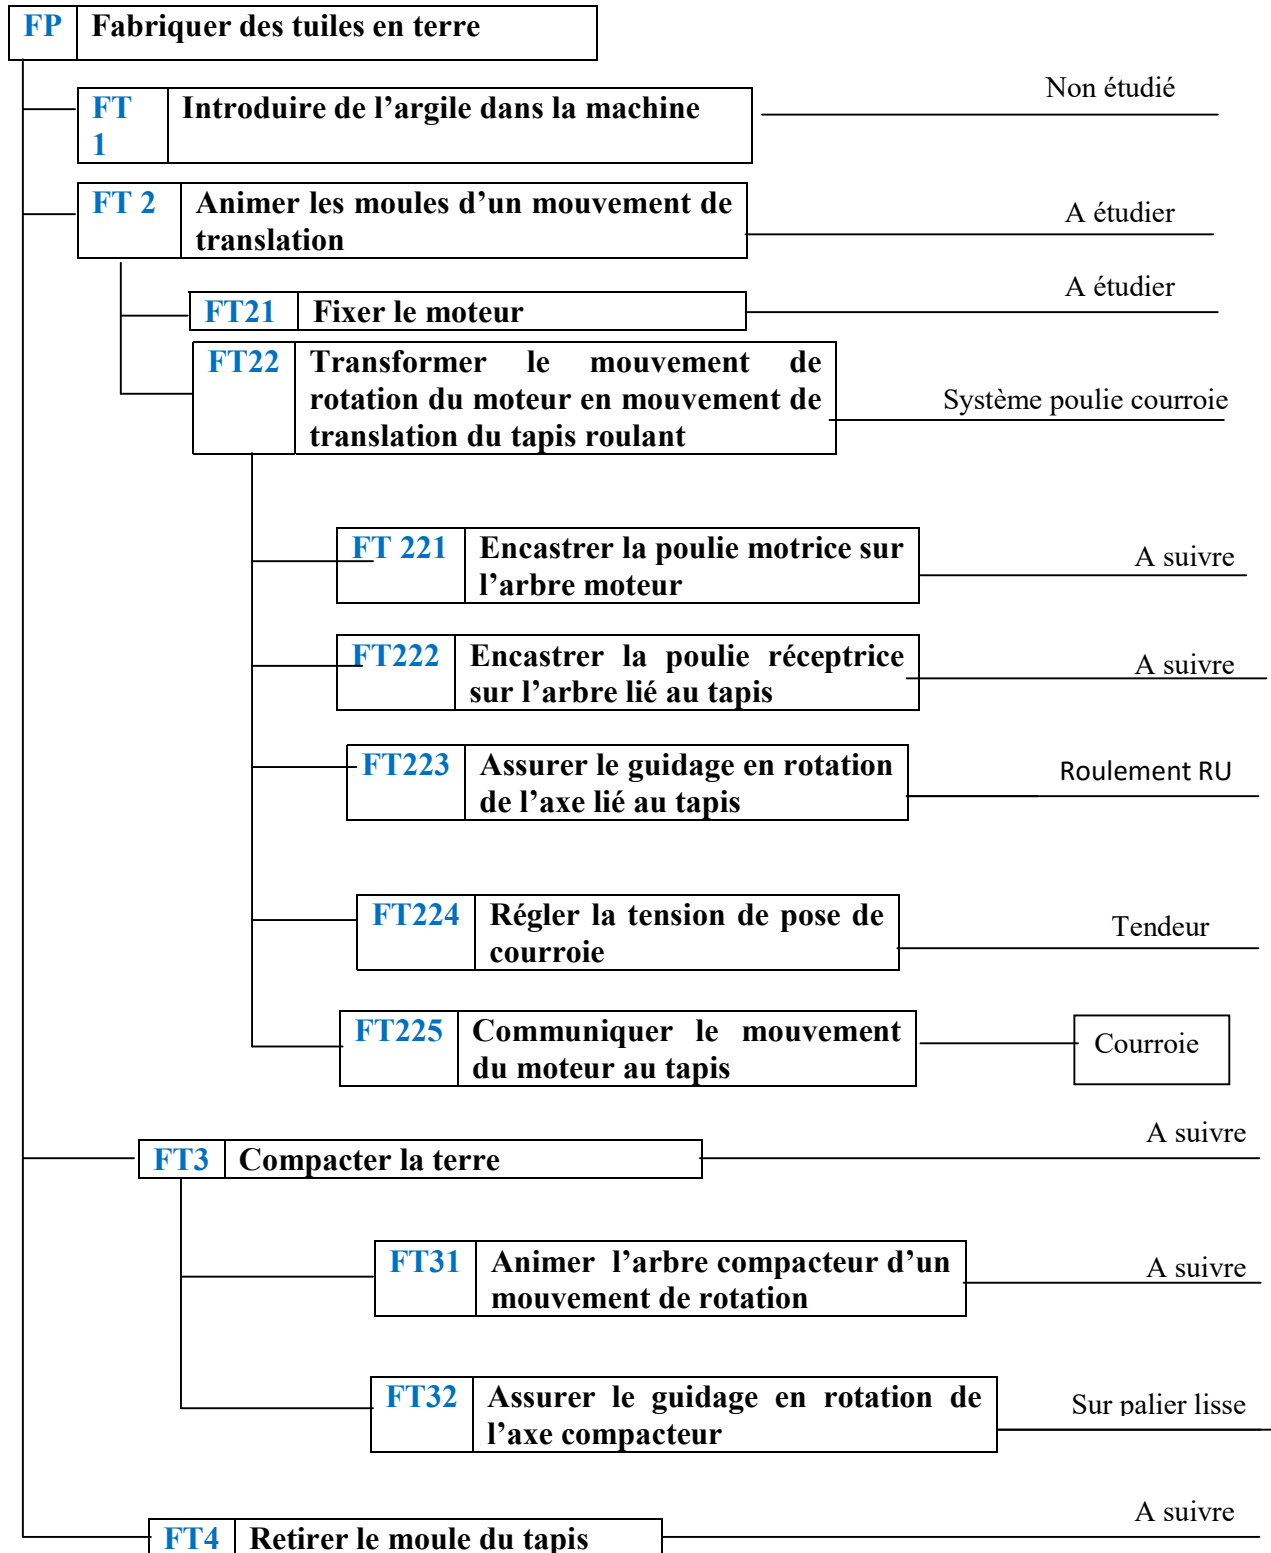 FP Fabriquer des tuiles en terre
Non étudié
FT Introduire de l’argile dans la machine
1
FT 2 Animer les moules d’un mouvement de
translation
A étudier
A étudier
FT21 Fixer le moteur
FT22 Transformer le mouvement de
rotation du moteur en mouvement de
translation du tapis roulant
Système poulie courroie
FT 221 Encastrer la poulie motrice sur
l’arbre moteur
A suivre
FT222 Encastrer la poulie réceptrice
sur l’arbre lié au tapis
A suivre
FT223 Assurer le guidage en rotation
de l’axe lié au tapis
Roulement RU
FT224 Régler la tension de pose de
courroie
Tendeur
FT225 Communiquer le mouvement
du moteur au tapis
Courroie
A suivre
FT3 Compacter la terre
FT31 Animer l’arbre compacteur d’un
mouvement de rotation
A suivre
FT32 Assurer le guidage en rotation de
l’axe compacteur
Sur palier lisse
A suivre
FT4 Retirer le moule du tapis